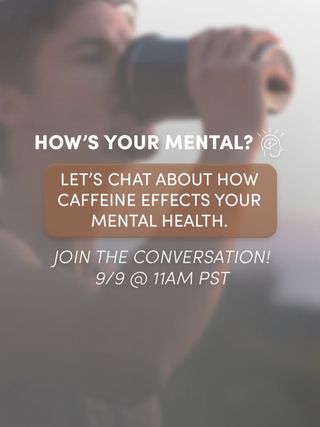 HOW'S YOUR MENTAL?
LET'S CHAT ABOUT HOW
CAFFEINE EFFECTS YOUR
MENTAL HEALTH.
JOIN THE CONVERSATION!
9/9 @ 11AM PST